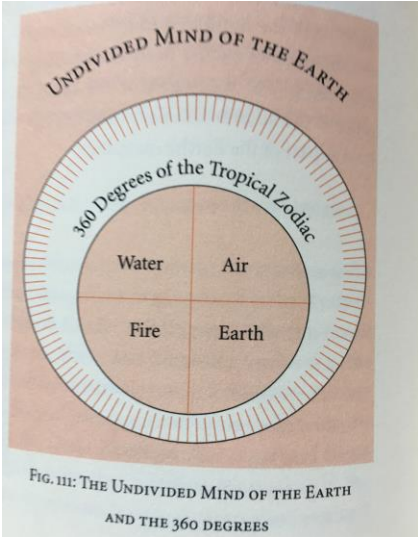 UNDIVIDED MIND OF THE EARTH
360 Degrees of the Tropical Zodiac
Water Air
Fire Earth
FIG. 111: THE UNDIVIDED MIND OF THE EARTH
AND THE 360 DEGREES